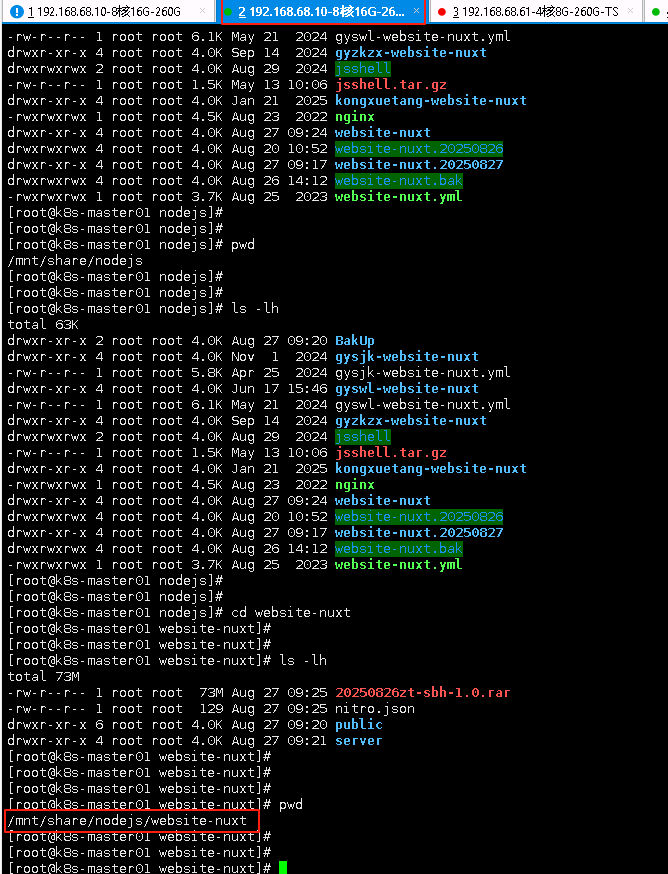 1 192.168.68.10-8核16G-260G × 2 192.168.68.10-8核16G-26... × 3 192.168.68.61-4核8G-260G-TS ×
-rw-r--r-- 1 root root 6.1K May 21  2024 gyswl-website-nuxt.yml
drwxr-xr-x 4 root root 4.0K Sep 14  2024 gyzkzx-website-nuxt
drwxrwxrwx 2 root root 4.0K Aug 29  2024 jsshell
-rw-r--r-- 1 root root 1.5K May 13 10:06 jsshell.tar.gz
drwxr-xr-x 4 root root 4.0K Jan 21  2025 kongxuetang-website-nuxt
-rwxrwxrwx 1 root root 4.5K Aug 23  2022 nginx
drwxr-xr-x 4 root root 4.0K Aug 27 09:24 website-nuxt
drwxrwxrwx 4 root root 4.0K Aug 20 10:52 website-nuxt.20250826
drwxr-xr-x 4 root root 4.0K Aug 27 09:17 website-nuxt.20250827
drwxrwxrwx 4 root root 4.0K Aug 26 14:12 website-nuxt.bak
-rwxrwxrwx 1 root root 3.7K Aug 25  2023 website-nuxt.yml
[root@k8s-master01 nodejs]#
[root@k8s-master01 nodejs]#
[root@k8s-master01 nodejs]# pwd
/mnt/share/nodejs
[root@k8s-master01 nodejs]#
[root@k8s-master01 nodejs]#
[root@k8s-master01 nodejs]# ls -lh
total 63K
drwxr-xr-x 2 root root 4.0K Aug 27 09:20 BakUp
drwxr-xr-x 4 root root 4.0K Nov  1  2024 gysjk-website-nuxt
-rw-r--r-- 1 root root 5.8K Apr 25  2024 gysjk-website-nuxt.yml
drwxr-xr-x 4 root root 4.0K Jun 17 15:46 gyswl-website-nuxt
-rw-r--r-- 1 root root 6.1K May 21  2024 gyswl-website-nuxt.yml
drwxr-xr-x 4 root root 4.0K Sep 14  2024 gyzkzx-website-nuxt
drwxrwxrwx 2 root root 4.0K Aug 29  2024 jsshell
-rw-r--r-- 1 root root 1.5K May 13 10:06 jsshell.tar.gz
drwxr-xr-x 4 root root 4.0K Jan 21  2025 kongxuetang-website-nuxt
-rwxrwxrwx 1 root root 4.5K Aug 23  2022 nginx
drwxr-xr-x 4 root root 4.0K Aug 27 09:24 website-nuxt
drwxrwxrwx 4 root root 4.0K Aug 20 10:52 website-nuxt.20250826
drwxr-xr-x 4 root root 4.0K Aug 27 09:17 website-nuxt.20250827
drwxrwxrwx 4 root root 4.0K Aug 26 14:12 website-nuxt.bak
-rwxrwxrwx 1 root root 3.7K Aug 25  2023 website-nuxt.yml
[root@k8s-master01 nodejs]#
[root@k8s-master01 nodejs]#
[root@k8s-master01 nodejs]# cd website-nuxt
[root@k8s-master01 website-nuxt]#
[root@k8s-master01 website-nuxt]#
[root@k8s-master01 website-nuxt]# ls -lh
total 73M
-rw-r--r-- 1 root root  73M Aug 27 09:25 20250826zt-sbh-1.0.rar
-rw-r--r-- 1 root root  129 Aug 27 09:25 nitro.json
drwxr-xr-x 6 root root 4.0K Aug 27 09:20 public
drwxr-xr-x 4 root root 4.0K Aug 27 09:21 server
[root@k8s-master01 website-nuxt]#
[root@k8s-master01 website-nuxt]#
[root@k8s-master01 website-nuxt]#
[root@k8s-master01 website-nuxt]# pwd
/mnt/share/nodejs/website-nuxt
[root@k8s-master01 website-nuxt]#
[root@k8s-master01 website-nuxt]#
[root@k8s-master01 website-nuxt]#